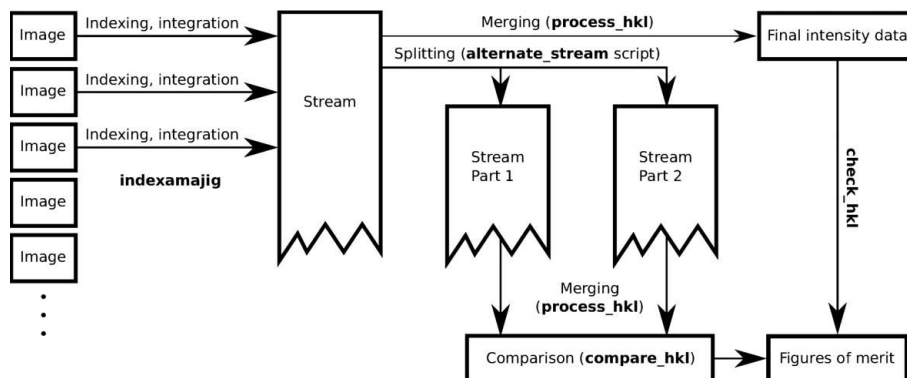 Image
Indexing, integration
Image
Indexing, integration
Image
Indexing, integration
indexamajig
Image
Image
Stream
Merging (process_hkl)
Splitting (alternate_stream script)
Final intensity data
Stream
Part 1
Stream
Part 2
check_hkl
Merging
(process_hkl)
Comparison (compare_hkl)
Figures of merit